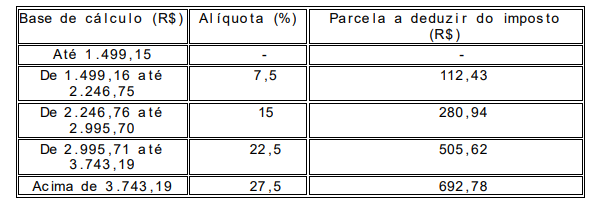 Base de cálculo (R$) Alíquota (%) Parcela a deduzir do imposto
(R$)
Até 1.499,15 - -
De 1.499,16 até
2.246,75 7,5 112,43
De 2.246,76 até
2.995,70 15 280,94
De 2.995,71 até
3.743,19 22,5 505,62
Acima de 3.743,19 27,5 692,78